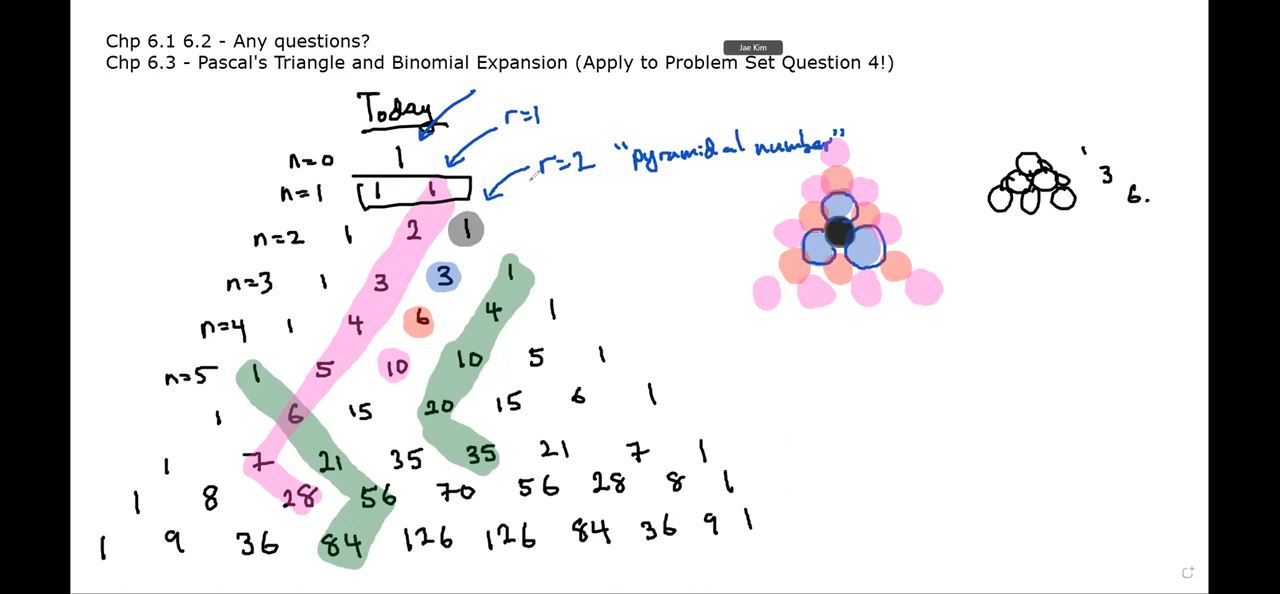 Chp 6.1 6.2 - Any questions?
Jae Kim
Chp 6.3 - Pascal's Triangle and Binomial Expansion (Apply to Problem Set Question 4!)
Today
r=1
r=2 "pyramidal number"
n=0 1
n=1 1 1
n=2 1 2 1
n=3 1 3 3 1
n=4 1 4 6 4 1
n=5 1 5 10 10 5 1
1 6 15 20 15 6 1
1 7 21 35 35 21 7 1
1 8 28 56 70 56 28 8 1
1 9 36 84 126 126 84 36 9 1
1
3
6.